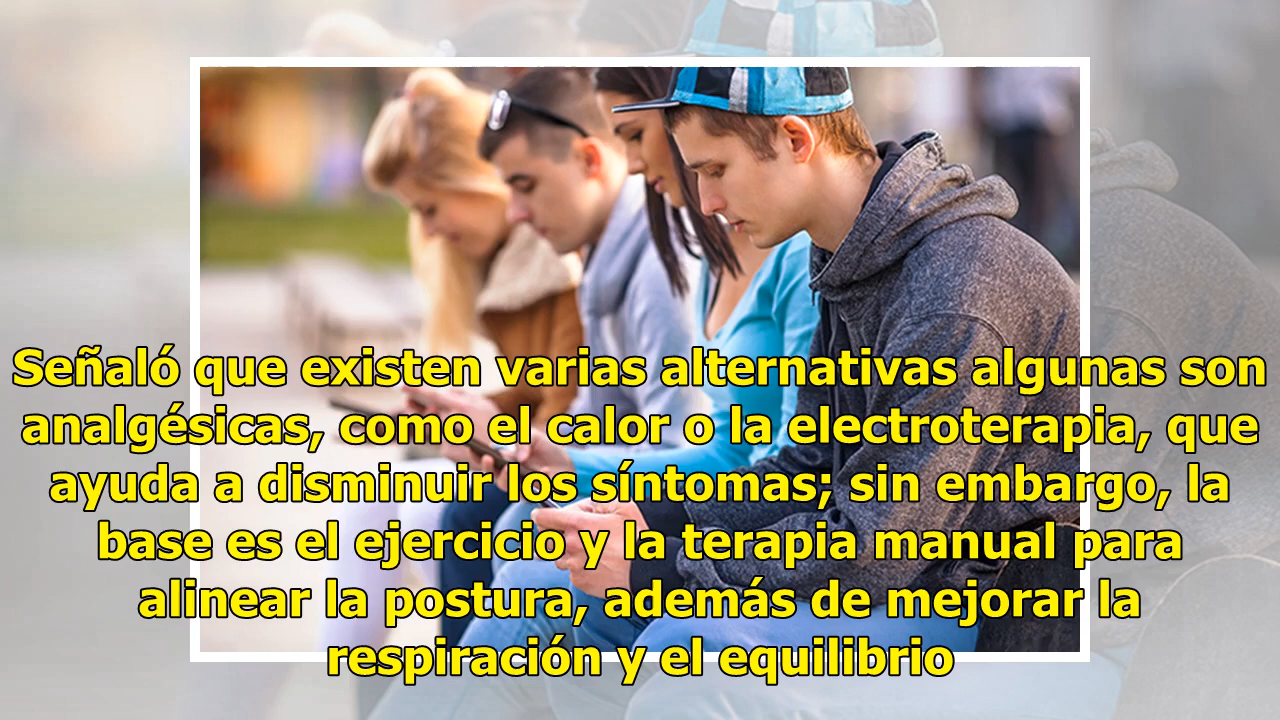 Señaló que existen varias alternativas algunas son
analgésicas, como el calor o la electroterapia, que
ayuda a disminuir los síntomas; sin embargo, la
base es el ejercicio y la terapia manual para
alinear la postura, además de mejorar la
respiración y el equilibrio